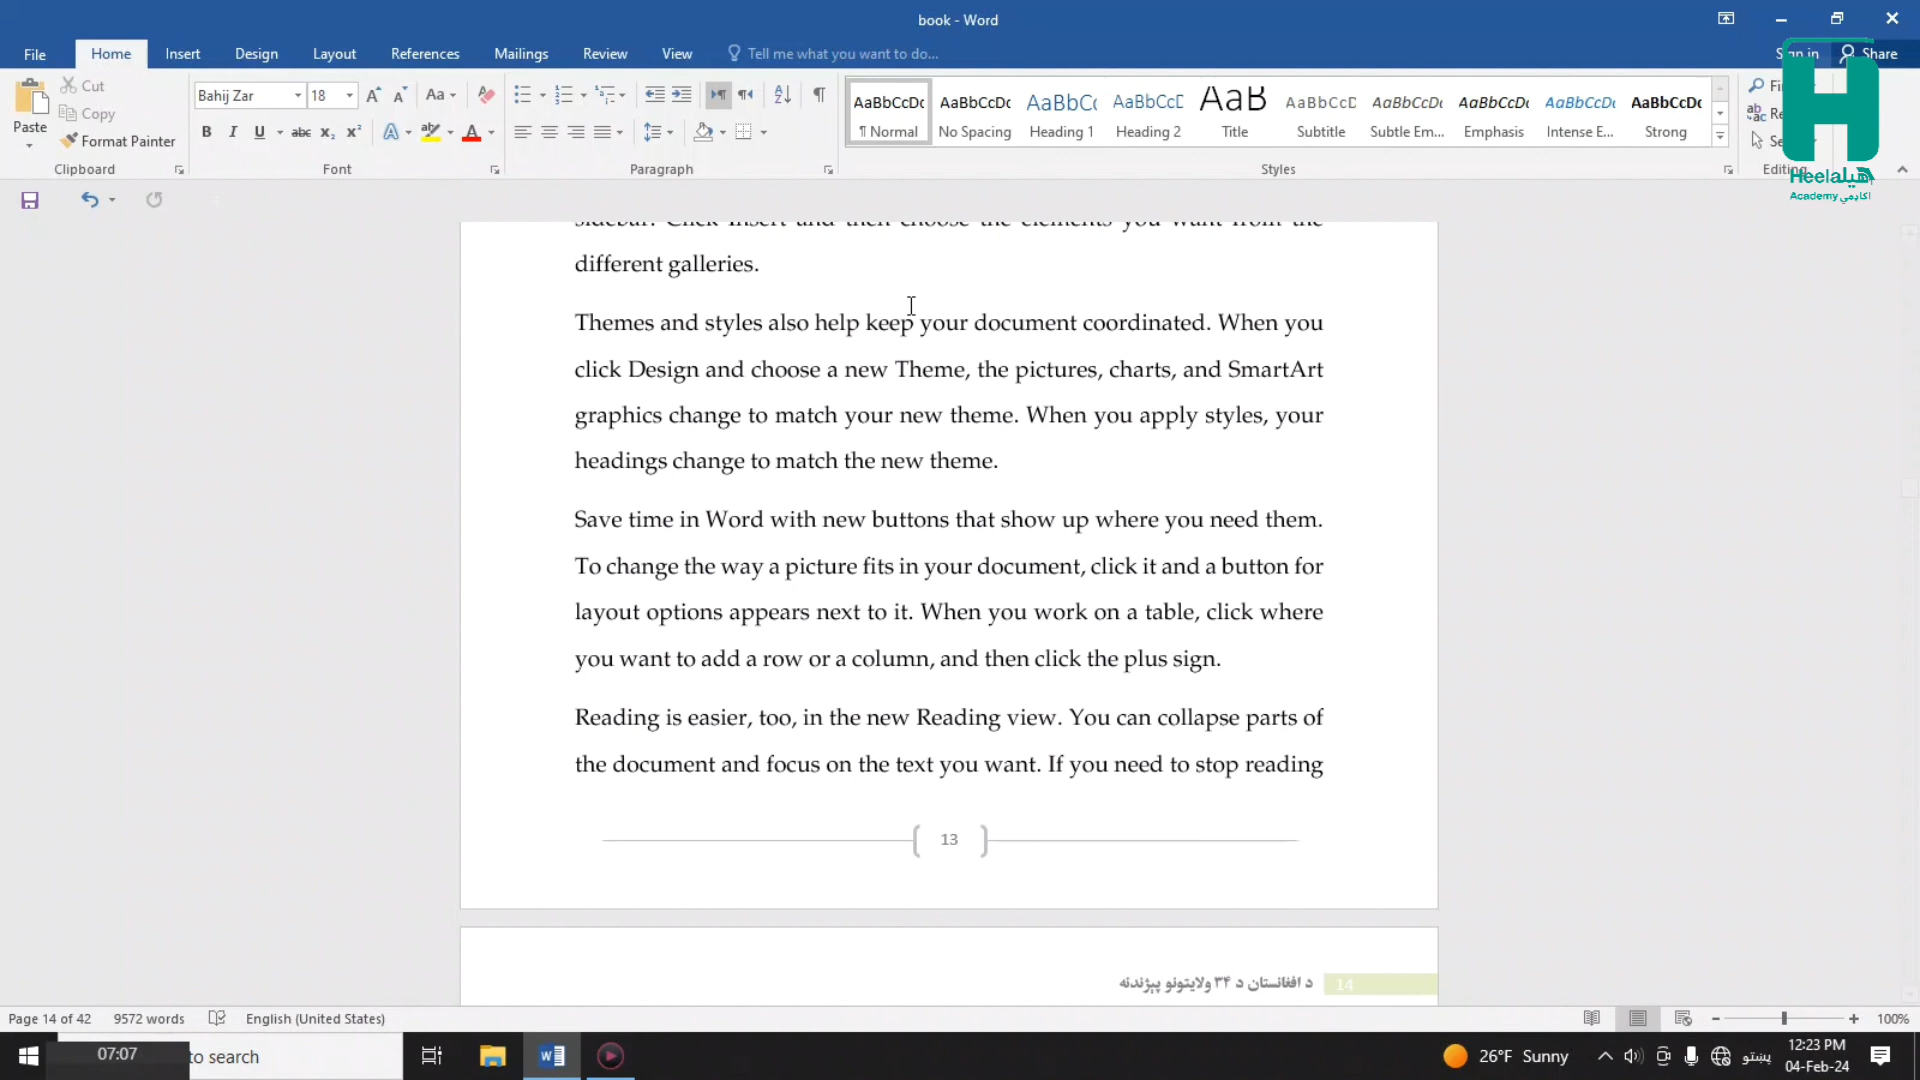 book - Word
File Home Insert Design Layout References Mailings Review View Tell me what you want to do... Sign in Share
Paste
Cut
Copy
Format Painter
Clipboard
Bahij Zar 18
Font
Paragraph
AaBbCcDc AaBbCcDc AaBbC AaBbCcD AaB AaBbCcD AaBbCcDc AaBbCcDc AaBbCcDc AaBbCcDc
¶ Normal No Spacing Heading 1 Heading 2 Title Subtitle Subtle Em... Emphasis Intense E... Strong
Styles
Editing
H
Heela هيله
Academy اکاډمي
sidebar. Click Insert and then choose the elements you want from the
different galleries.
Themes and styles also help keep your document coordinated. When you
click Design and choose a new Theme, the pictures, charts, and SmartArt
graphics change to match your new theme. When you apply styles, your
headings change to match the new theme.
Save time in Word with new buttons that show up where you need them.
To change the way a picture fits in your document, click it and a button for
layout options appears next to it. When you work on a table, click where
you want to add a row or a column, and then click the plus sign.
Reading is easier, too, in the new Reading view. You can collapse parts of
the document and focus on the text you want. If you need to stop reading
13
د افغانستان د ۳۴ ولایتونو پېژندنه 14
Page 14 of 42 9572 words English (United States) 100%
07:07 to search 26°F Sunny پښتو 12:23 PM
04-Feb-24